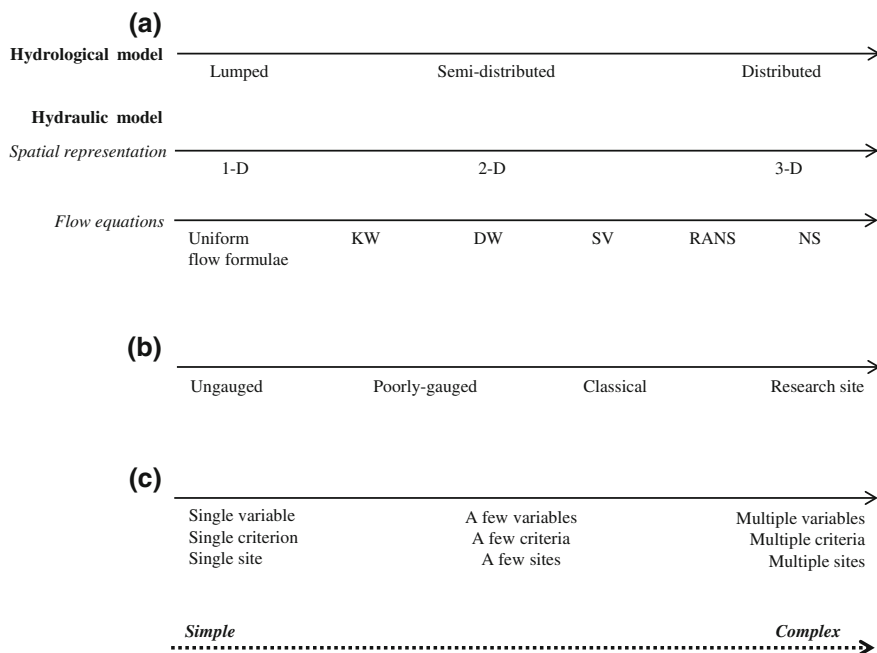 (a)
Hydrological model
Lumped Semi-distributed Distributed
Hydraulic model
Spatial representation
1-D 2-D 3-D
Flow equations
Uniform KW DW SV RANS NS
flow formulae
(b)
Ungauged Poorly-gauged Classical Research site
(c)
Single variable A few variables Multiple variables
Single criterion A few criteria Multiple criteria
Single site A few sites Multiple sites
Simple Complex